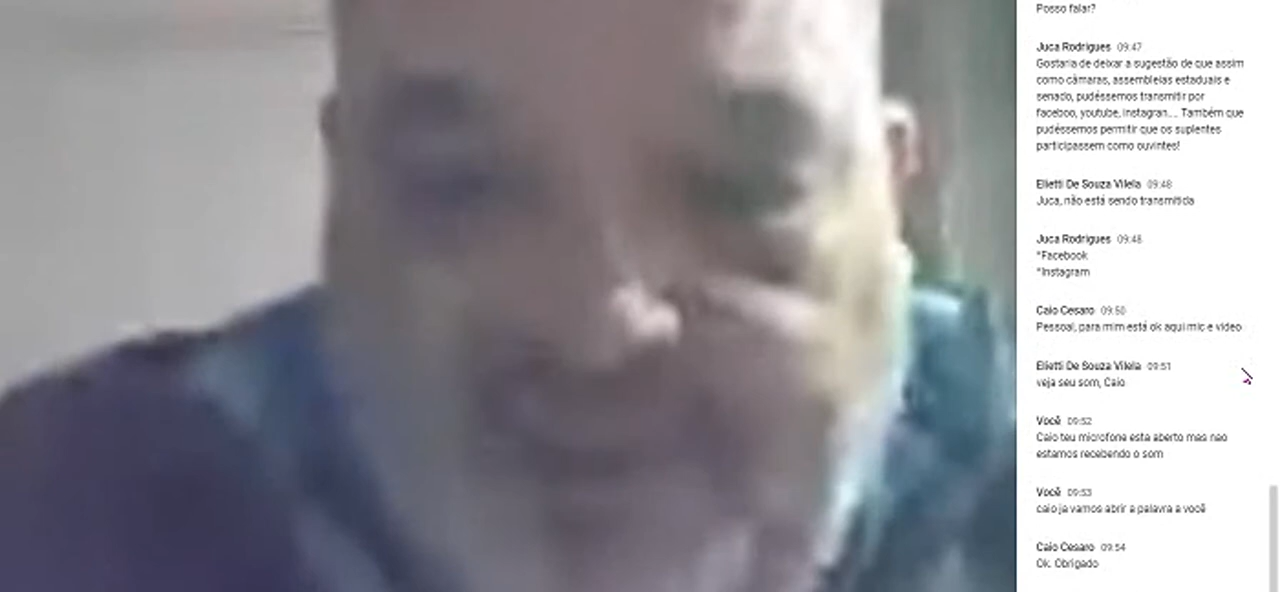 Posso falar?
Juca Rodrigues 09:47
Gostaria de deixar a sugestão de que assim
como câmaras, assembleias estaduais e
senado, pudéssemos transmitir por
faceboo, youtube, instagran.... Também que
pudéssemos permitir que os suplentes
participassem como ouvintes!
Elietti De Souza Vilela 09:48
Juca, não está sendo transmitida
Juca Rodrigues 09:48
*Facebook
*Instagram
Caio Cesaro 09:50
Pessoal, para mim está ok aqui mic e vídeo
Elietti De Souza Vilela 09:51
veja seu som, Caio
Você 09:52
Caio teu microfone esta aberto mas nao
estamos recebendo o som
Você 09:53
caio ja vamos abrir a palavra a você
Caio Cesaro 09:54
Ok. Obrigado